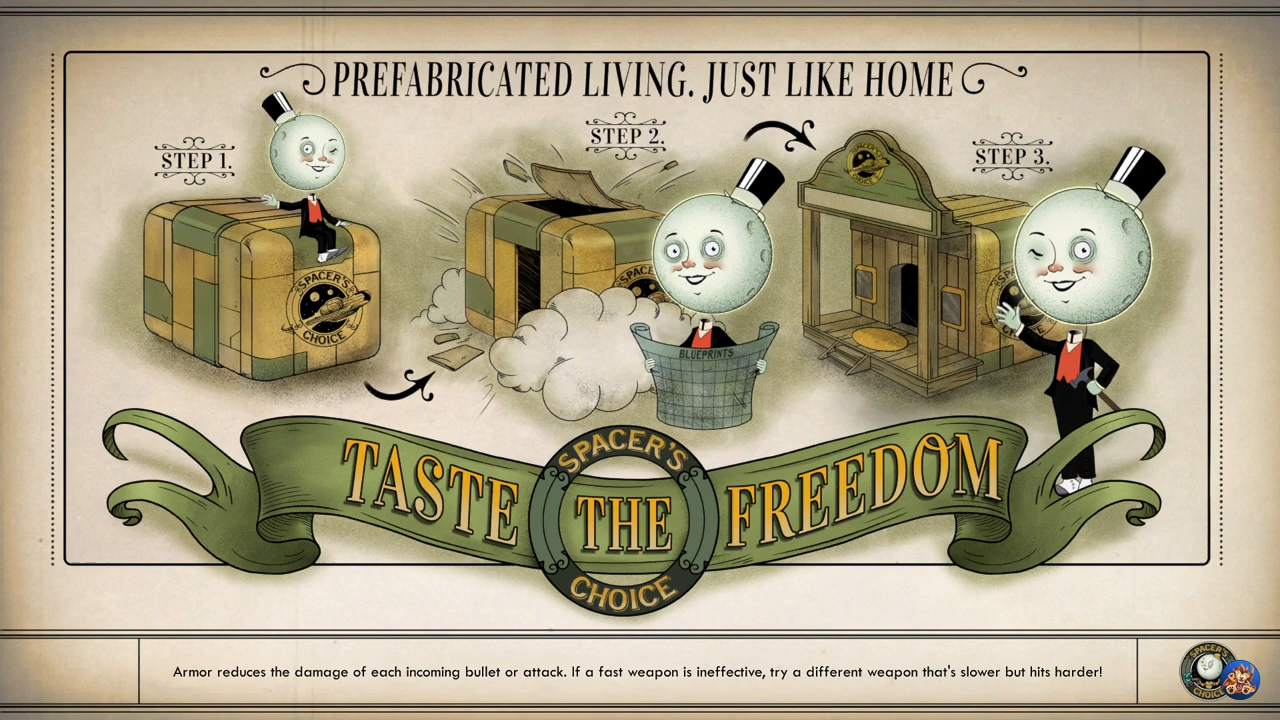 PREFABRICATED LIVING. JUST LIKE HOME
STEP 1.
STEP 2.
STEP 3.
SPACER'S
CHOICE
BLUEPRINTS
SPACER'S
TASTE THE FREEDOM
CHOICE
Armor reduces the damage of each incoming bullet or attack. If a fast weapon is ineffective, try a different weapon that's slower but hits harder!
SPACER'S
CHOICE